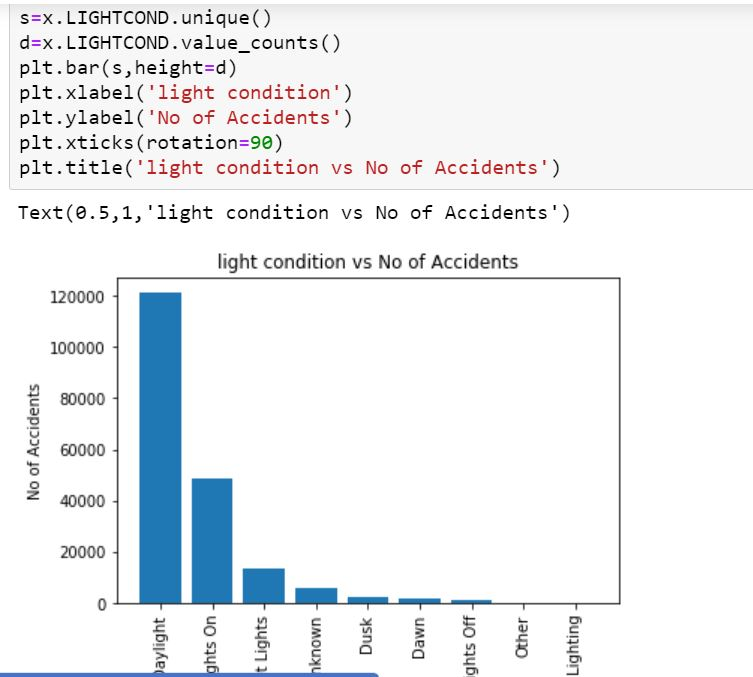 s=x.LIGHTCOND.unique()
d=x.LIGHTCOND.value_counts()
plt.bar(s,height=d)
plt.xlabel('light condition')
plt.ylabel('No of Accidents')
plt.xticks(rotation=90)
plt.title('light condition vs No of Accidents')
Text(0.5,1,'light condition vs No of Accidents')
light condition vs No of Accidents
No of Accidents
120000
100000
80000
60000
40000
20000
0
Daylight
ghts On
t Lights
nknown
Dusk
Dawn
ghts Off
Other
Lighting